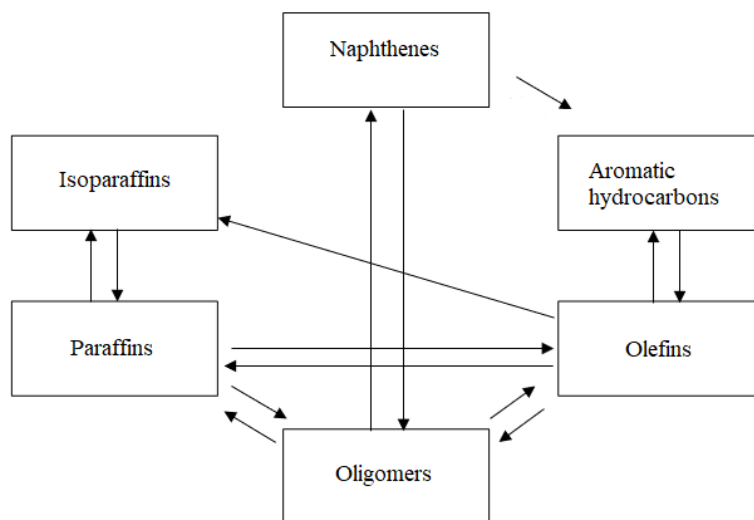 Naphthenes
Isoparaffins
Aromatic
hydrocarbons
Paraffins
Olefins
Oligomers